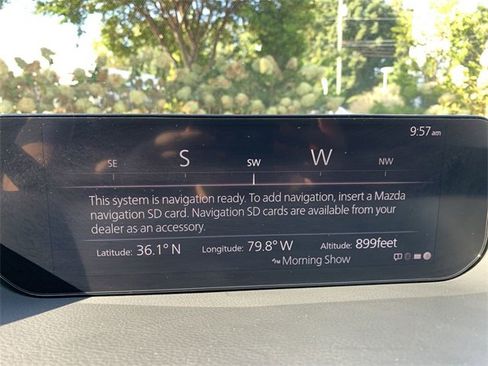 9:57am
SE S SW W NW
This system is navigation ready. To add navigation, insert a Mazda
navigation SD card. Navigation SD cards are available from your
dealer as an accessory.
Latitude: 36.1° N Longitude: 79.8° W Altitude: 899feet
Morning Show